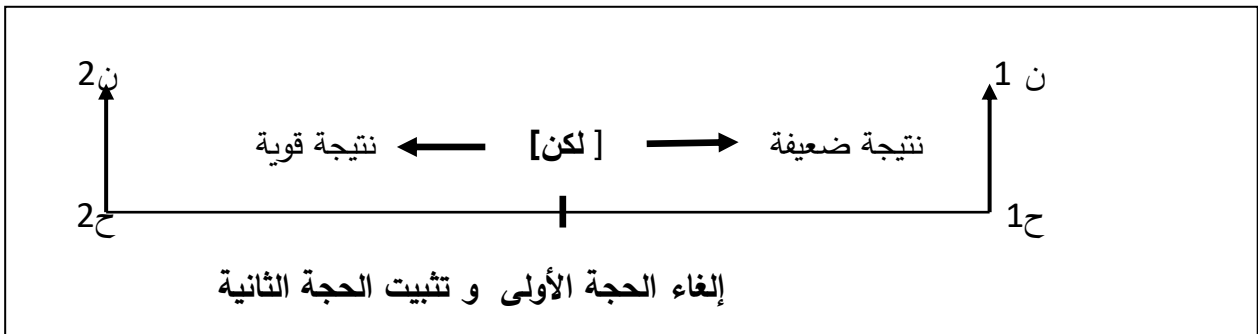 ن 1 ن2
نتيجة ضعيفة [ لكن] نتيجة قوية
ح1 ح2
إلغاء الحجة الأولى و تثبيت الحجة الثانية